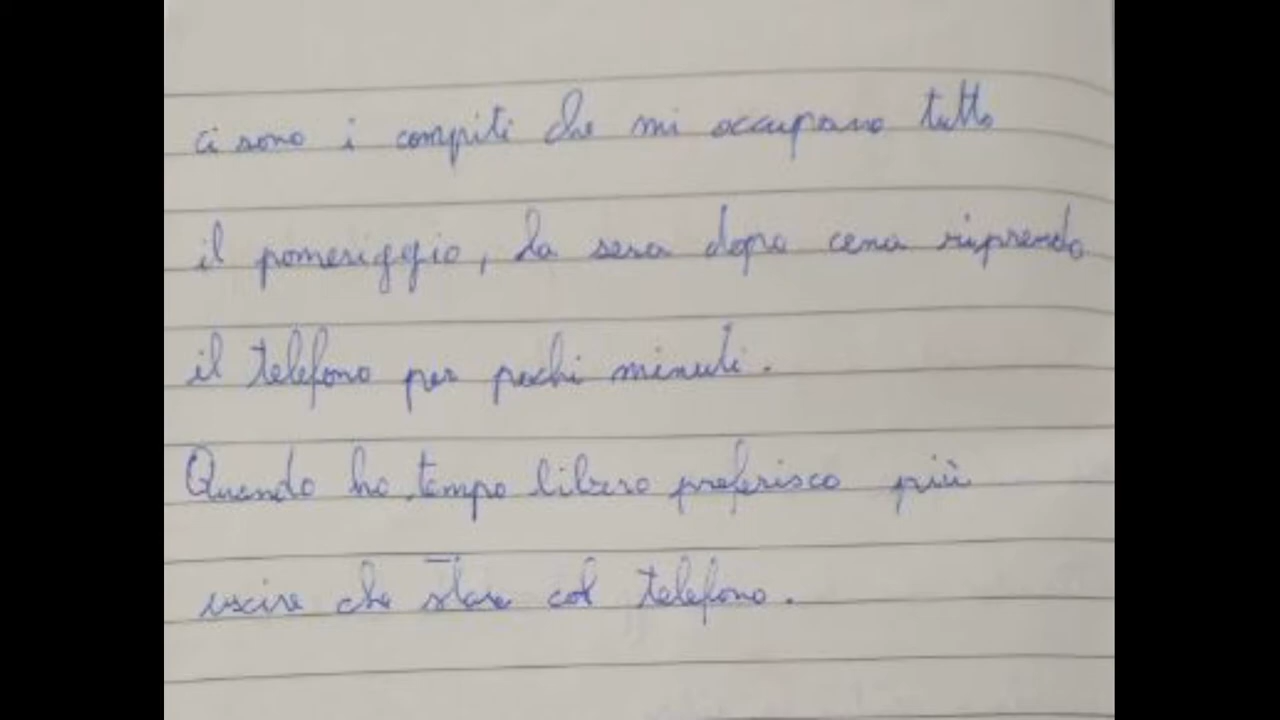 ci sono i compiti che mi occupano tutto
il pomeriggio, la sera dopo cena riprendo
il telefono per pochi minuti.
Quando ho tempo libero preferisco più
uscire che stare col telefono.